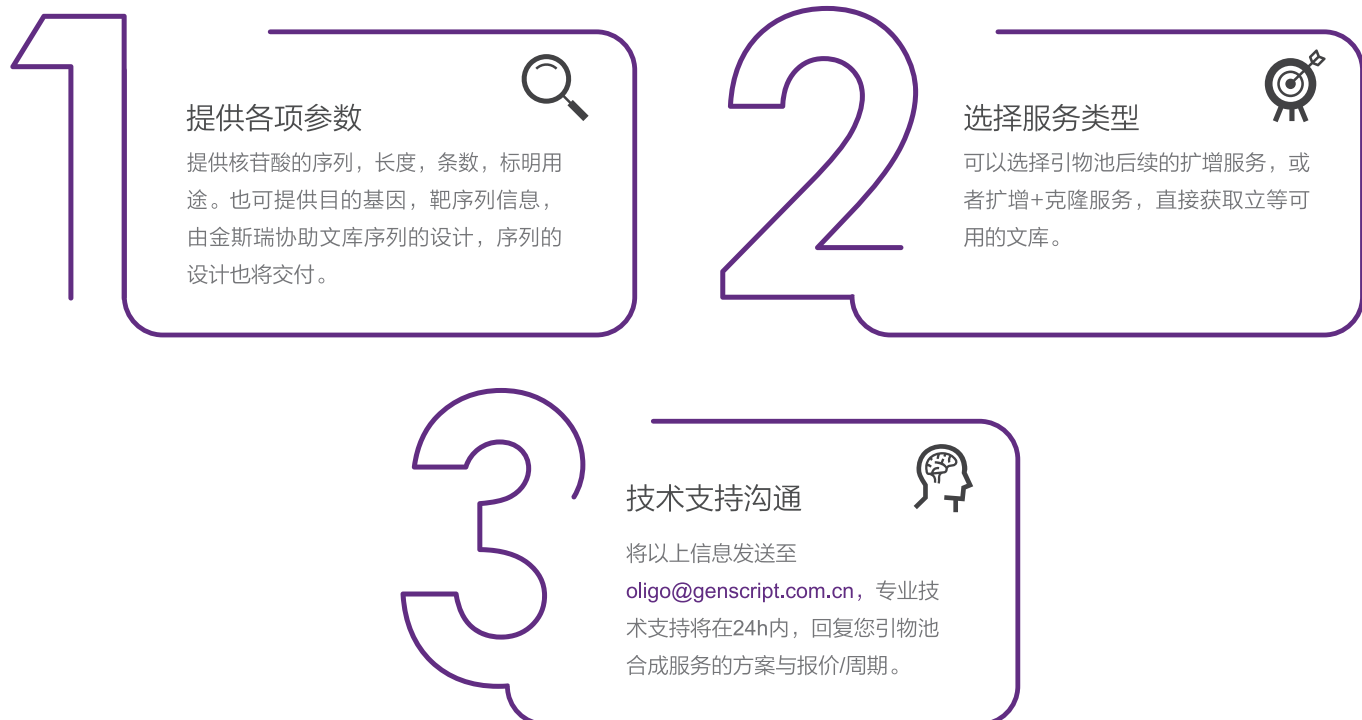 1
提供各项参数
提供核苷酸的序列，长度，条数，标明用
途。也可提供目的基因，靶序列信息，
由金斯瑞协助文库序列的设计，序列的
设计也将交付。
2
选择服务类型
可以选择引物池后续的扩增服务，或
者扩增+克隆服务，直接获取立等可
用的文库。
3
技术支持沟通
将以上信息发送至
oligo@genscript.com.cn，专业技
术支持将在24h内，回复您引物池
合成服务的方案与报价/周期。